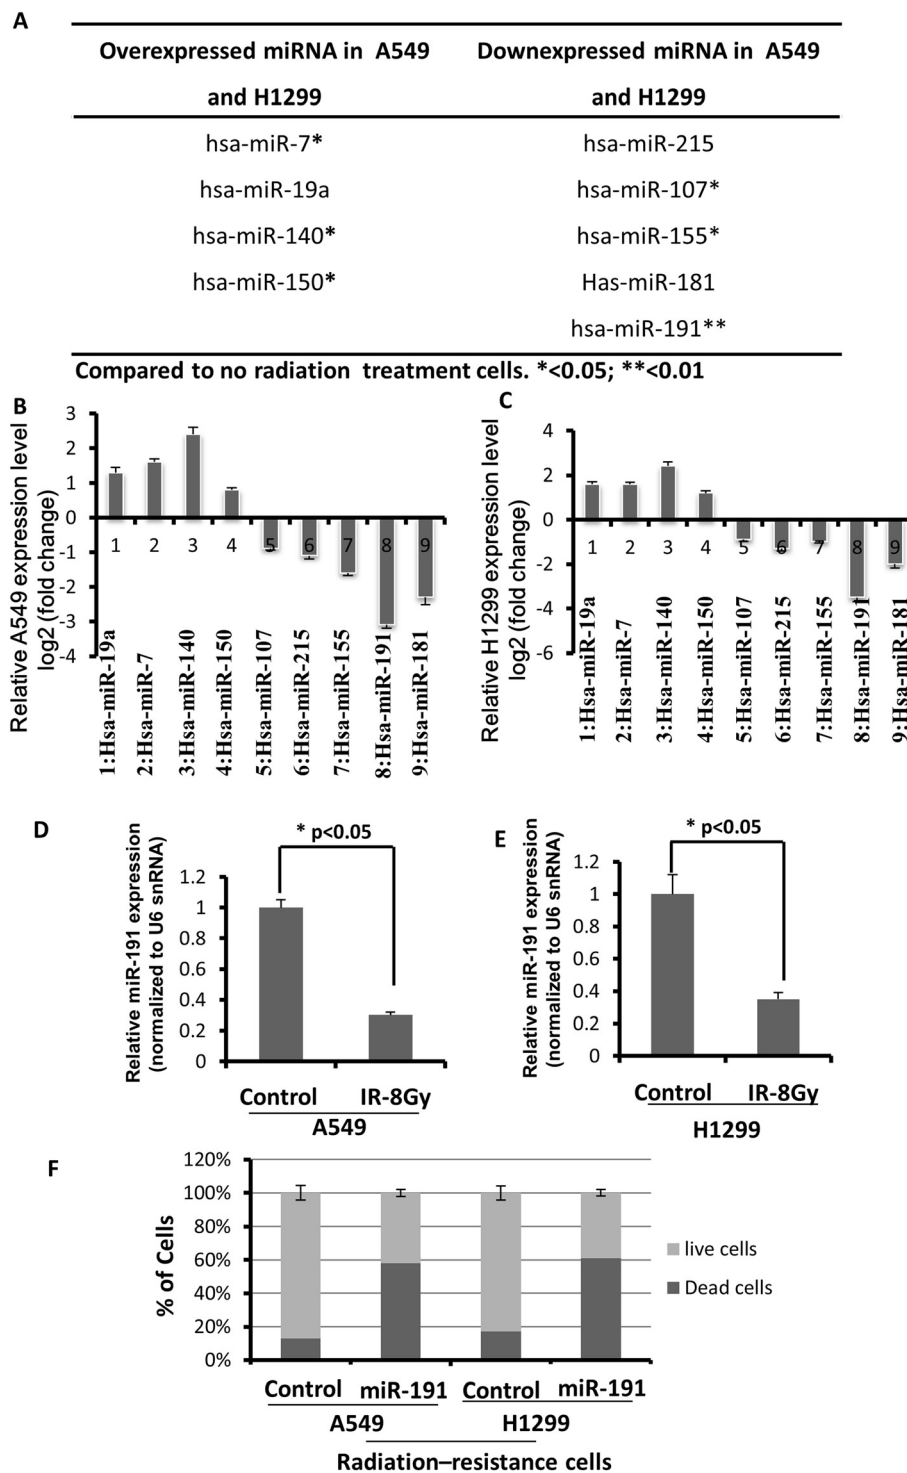 A
Overexpressed miRNA in A549 and H1299
Downexpressed miRNA in A549 and H1299
hsa-miR-7* hsa-miR-215
hsa-miR-19a hsa-miR-107*
hsa-miR-140* hsa-miR-155*
hsa-miR-150* Has-miR-181
hsa-miR-191**
Compared to no radiation treatment cells. *<0.05; **<0.01
B
Relative A549 expression level
log2 (fold change)
3
2
1
0
-1
-2
-3
-4
1 2 3 4 5 6 7 8 9
1:Hsa-miR-19a
2:Hsa-miR-7
3:Hsa-miR-140
4:Hsa-miR-150
5:Hsa-miR-107
6:Hsa-miR-215
7:Hsa-miR-155
8:Hsa-miR-191
9:Hsa-miR-181
C
Relative H1299 expression level
log2 (fold change)
4
2
0
-2
-4
-6
1 2 3 4 5 6 7 8 9
1:Hsa-miR-19a
2:Hsa-miR-7
3:Hsa-miR-140
4:Hsa-miR-150
5:Hsa-miR-107
6:Hsa-miR-215
7:Hsa-miR-155
8:Hsa-miR-191
9:Hsa-miR-181
D
Relative miR-191 expression
(normalized to U6 snRNA)
* p<0.05
1.2
1
0.8
0.6
0.4
0.2
0
Control IR-8Gy
A549
E
Relative miR-191 expression
(normalized to U6 snRNA)
* p<0.05
1.2
1
0.8
0.6
0.4
0.2
0
Control IR-8Gy
H1299
F
% of Cells
120%
100%
80%
60%
40%
20%
0%
live cells
Dead cells
Control miR-191 Control miR-191
A549 H1299
Radiation–resistance cells